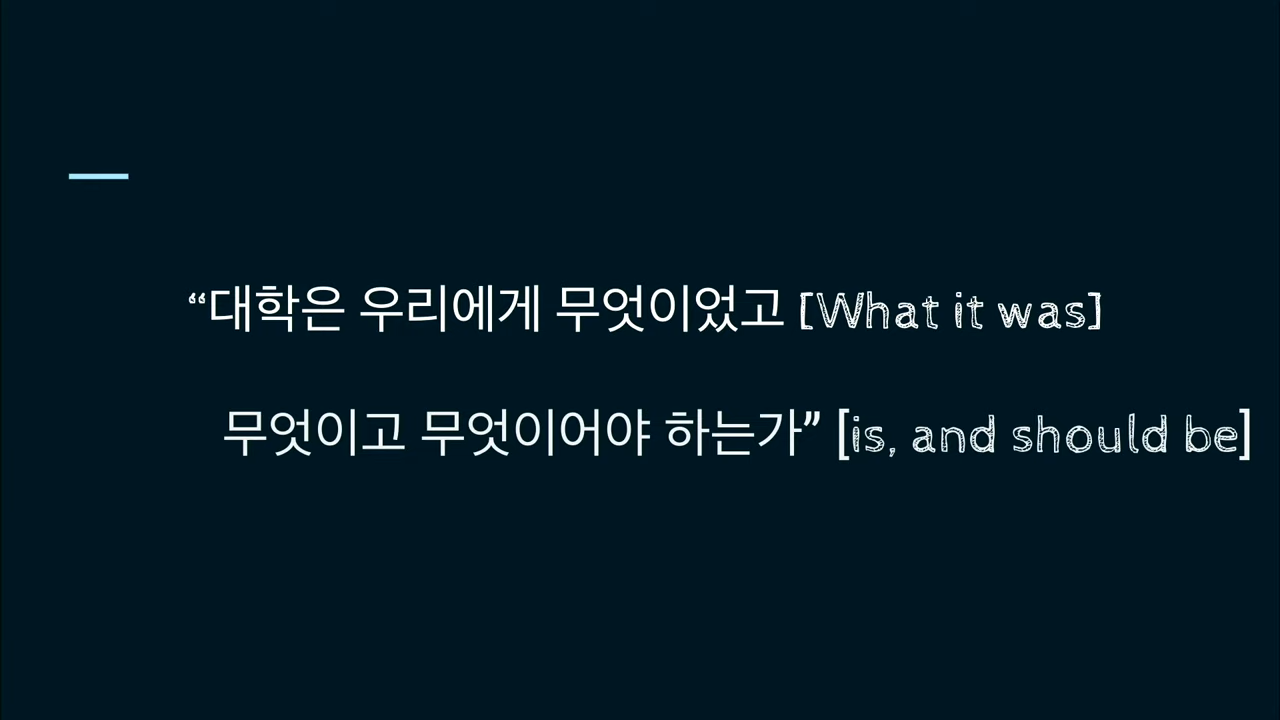 “대학은 우리에게 무엇이었고 [What it was]
무엇이고 무엇이어야 하는가” [is, and should be]